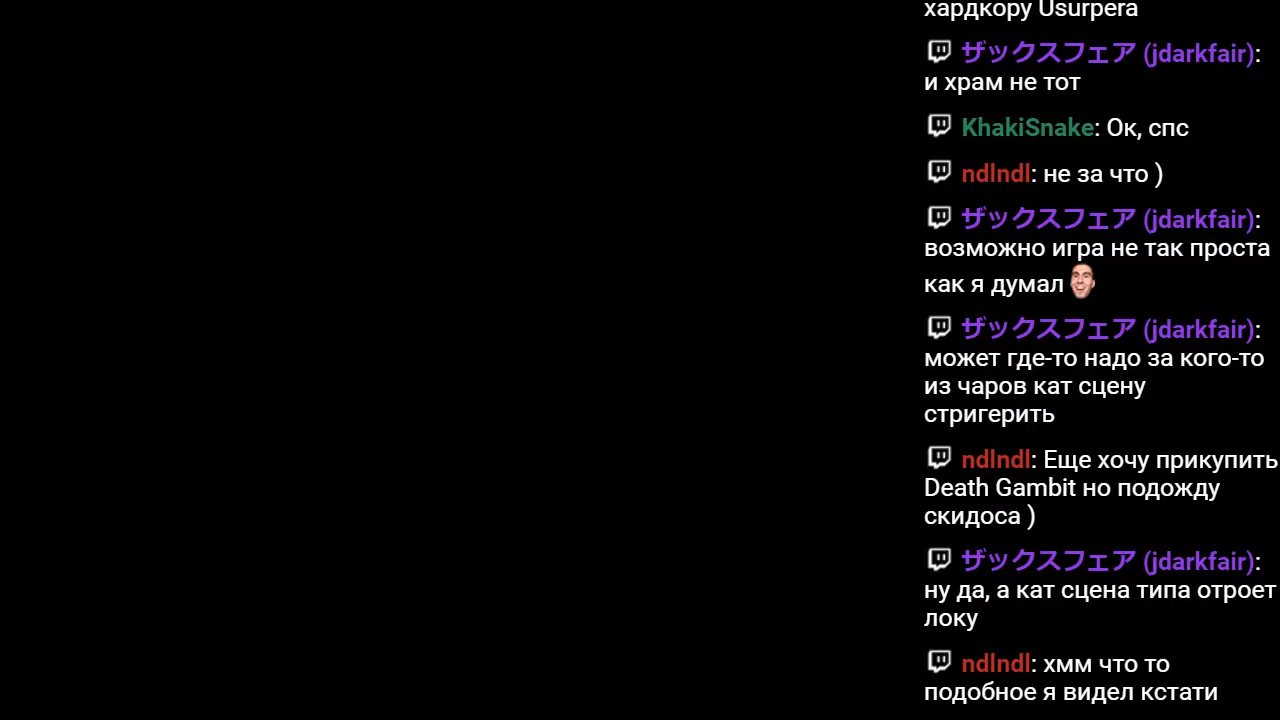 хардкору Usurpera
ザックスフェア (jdarkfair):
и храм не тот
KhakiSnake: Ок, спс
ndlndl: не за что )
ザックスフェア (jdarkfair):
возможно игра не так проста
как я думал
ザックスフェア (jdarkfair):
может где-то надо за кого-то
из чаров кат сцену
стригерить
ndlndl: Еще хочу прикупить
Death Gambit но подожду
скидоса )
ザックスフェア (jdarkfair):
ну да, а кат сцена типа отроет
локу
ndlndl: хмм что то
подобное я видел кстати